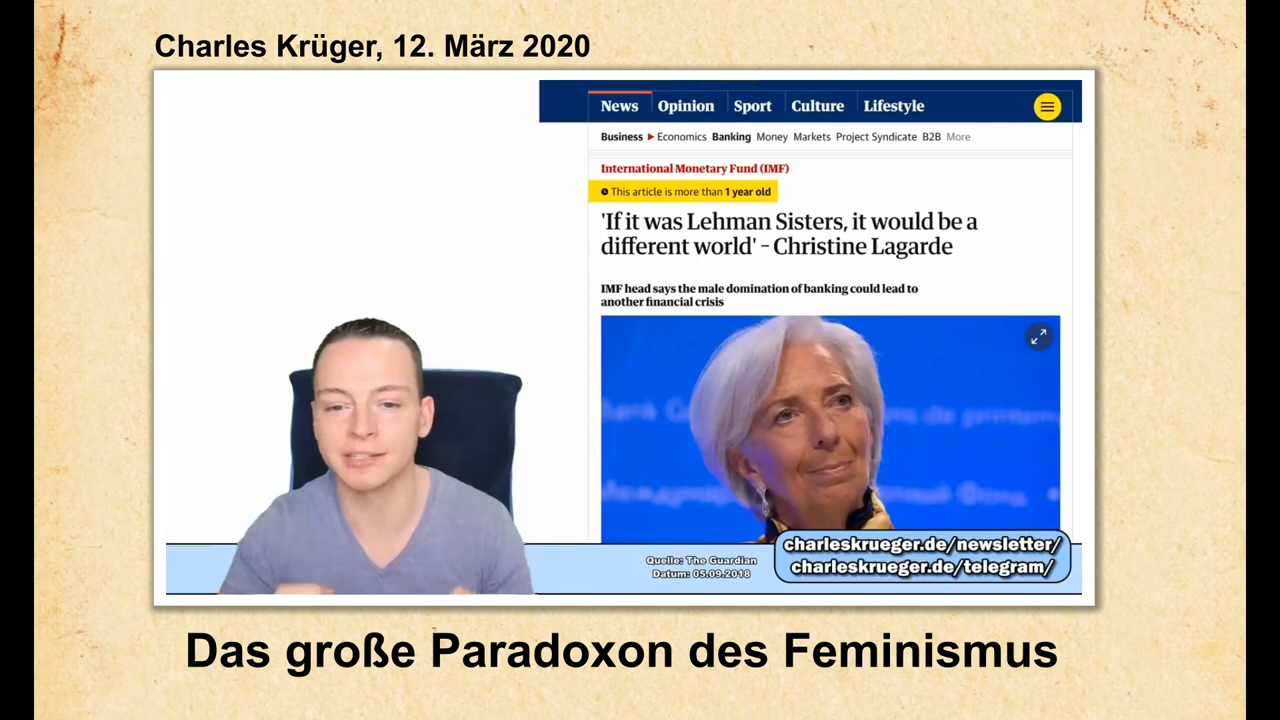 Charles Krüger, 12. März 2020
News Opinion Sport Culture Lifestyle
Business Economics Banking Money Markets Project Syndicate B2B More
International Monetary Fund (IMF)
This article is more than 1 year old
'If it was Lehman Sisters, it would be a
different world' - Christine Lagarde
IMF head says the male domination of banking could lead to
another financial crisis
Quelle: The Guardian
Datum: 05.09.2018
charleskrueger.de/newsletter/
charleskrueger.de/telegram/
Das große Paradoxon des Feminismus